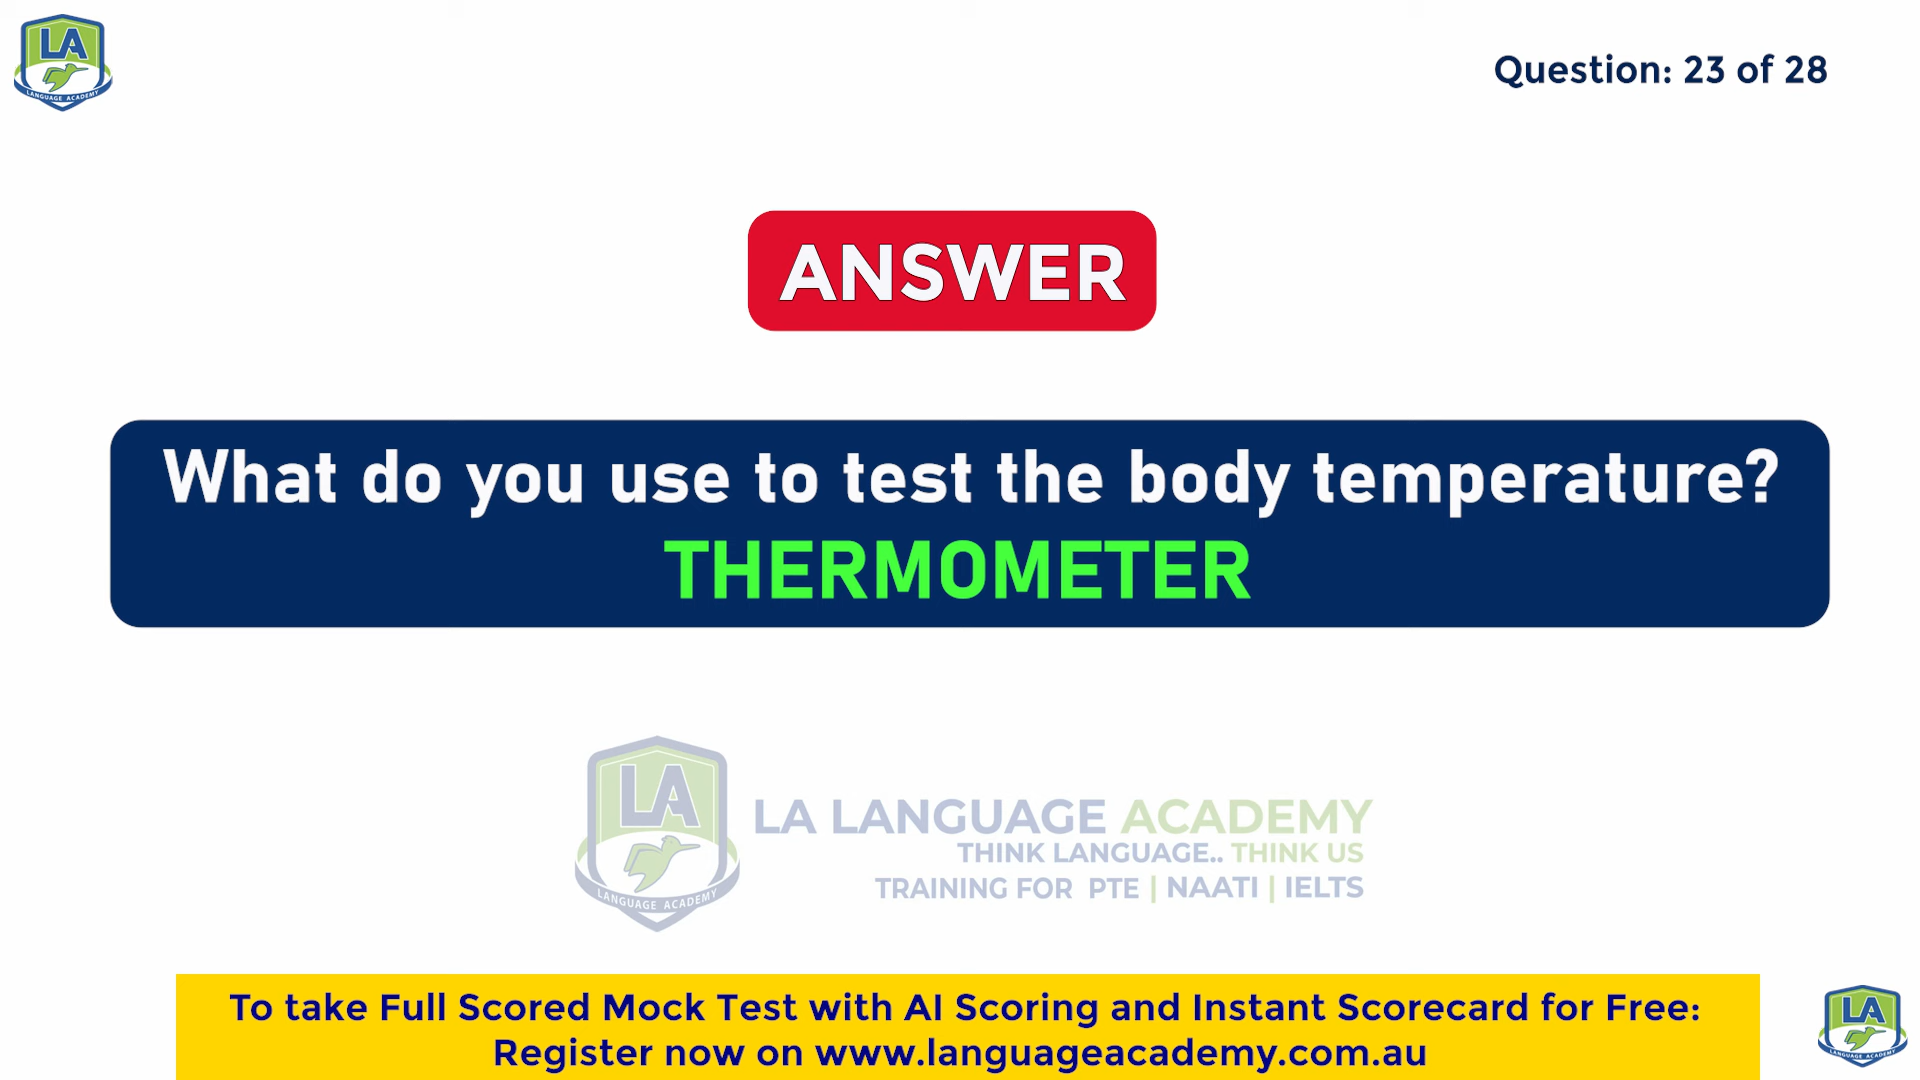 LA
LANGUAGE ACADEMY
Question: 23 of 28
ANSWER
What do you use to test the body temperature?
THERMOMETER
LA
LANGUAGE ACADEMY
LA LANGUAGE ACADEMY
THINK LANGUAGE.. THINK US
TRAINING FOR PTE | NAATI | IELTS
To take Full Scored Mock Test with AI Scoring and Instant Scorecard for Free:
Register now on www.languageacademy.com.au
LA
LANGUAGE ACADEMY